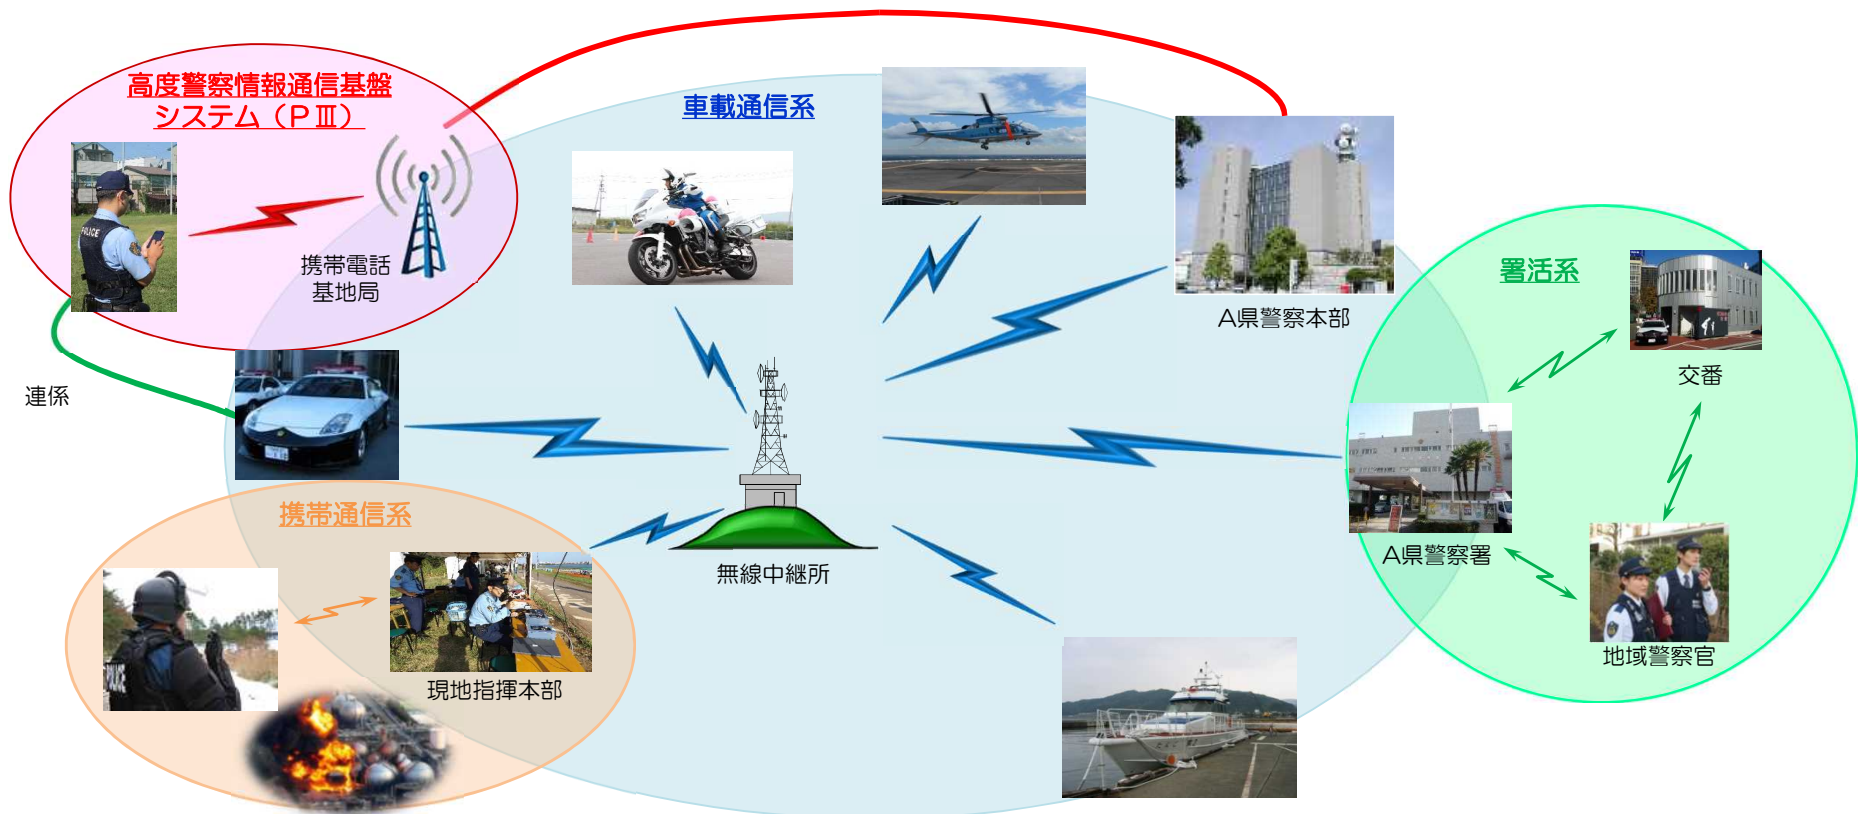 高度警察情報通信基盤
システム（PⅢ）
車載通信系
POLICE
携帯電話
基地局
A県警察本部
署活系
連係
交番
携帯通信系
無線中継所
A県警察署
POLICE
現地指揮本部
地域警察官